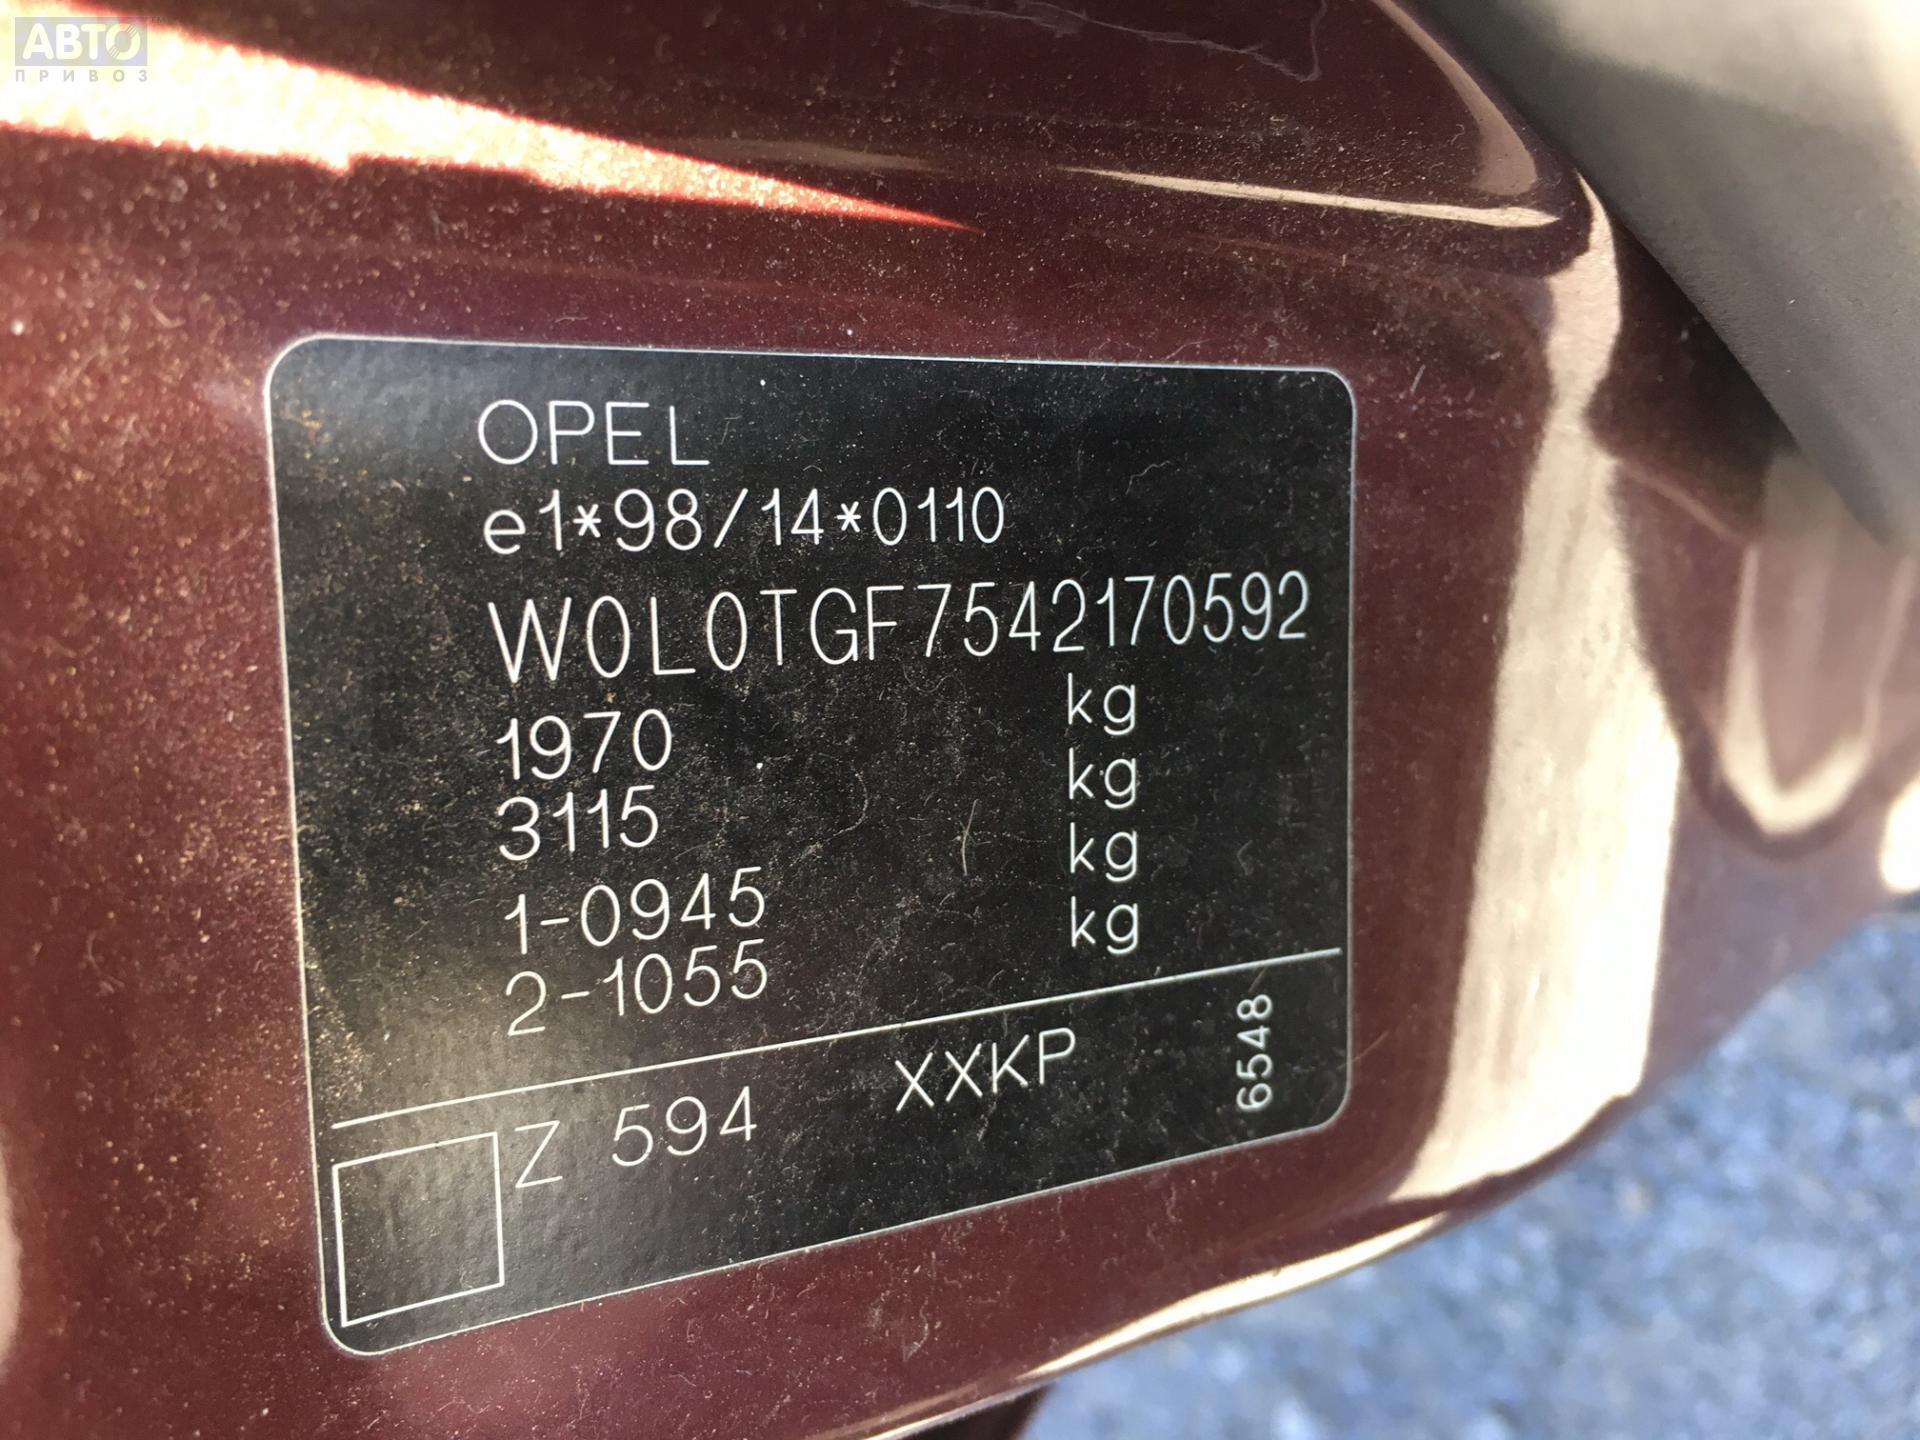 АВТО
ПРИВОЗ
OPEL
e1*98/14*0110
W0L0TGF7542170592
1970 kg
3115 kg
1-0945 kg
2-1055 kg
Z 594 XXKP 6548